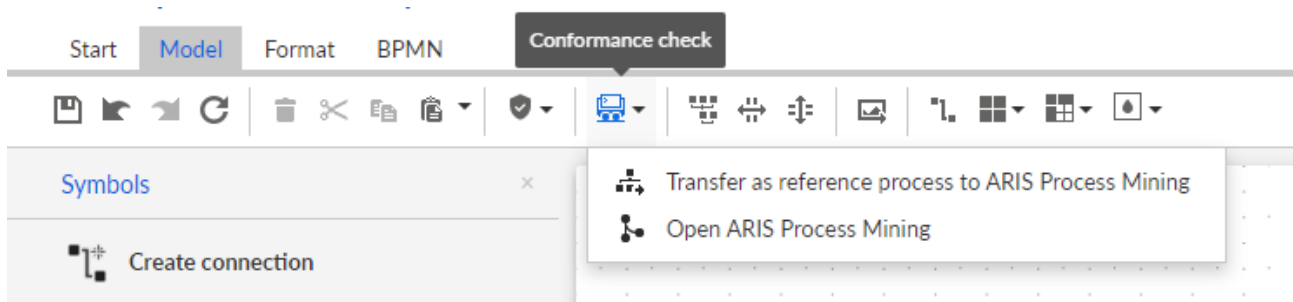 Conformance check
Start Model Format BPMN
Transfer as reference process to ARIS Process Mining
Open ARIS Process Mining
Symbols
Create connection